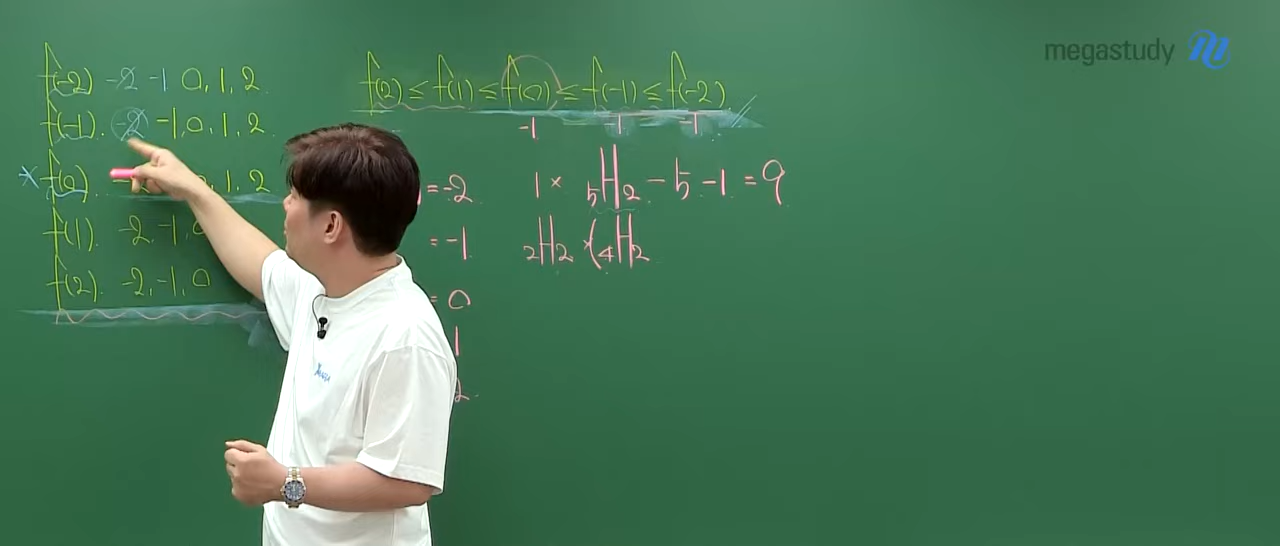 megastudy
f(-2) -2 -1 0, 1, 2
f(-1). -2 -1, 0, 1, 2
* f(0). 1, 2
f(1). -2, -1,
f(2). -2, -1, 0
f(2) ≤ f(1) ≤ f(0) ≤ f(-1) ≤ f(-2)
-1 -1 -1
= -2 1 × ₅H₂ - 5 - 1 = 9
= -1 ₂H₂ × (₄H₂
= 0
1
2